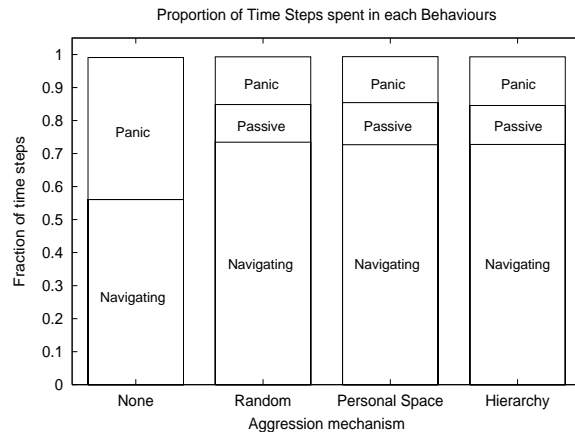 Proportion of Time Steps spent in each Behaviours
Fraction of time steps
1
0.9
0.8
0.7
0.6
0.5
0.4
0.3
0.2
0.1
0
Panic
Navigating
Panic
Passive
Navigating
Panic
Passive
Navigating
Panic
Passive
Navigating
None Random Personal Space Hierarchy
Aggression mechanism